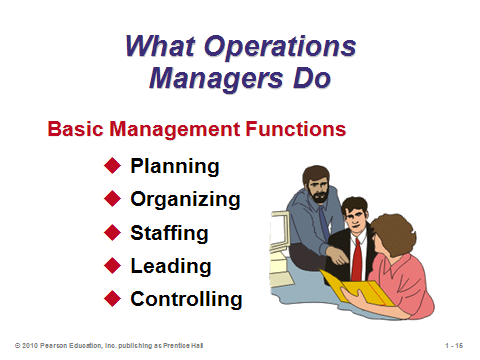 What Operations
Managers Do
Basic Management Functions
Planning
Organizing
Staffing
Leading
Controlling
© 2010 Pearson Education, Inc. publishing as Prentice Hall
1 - 15